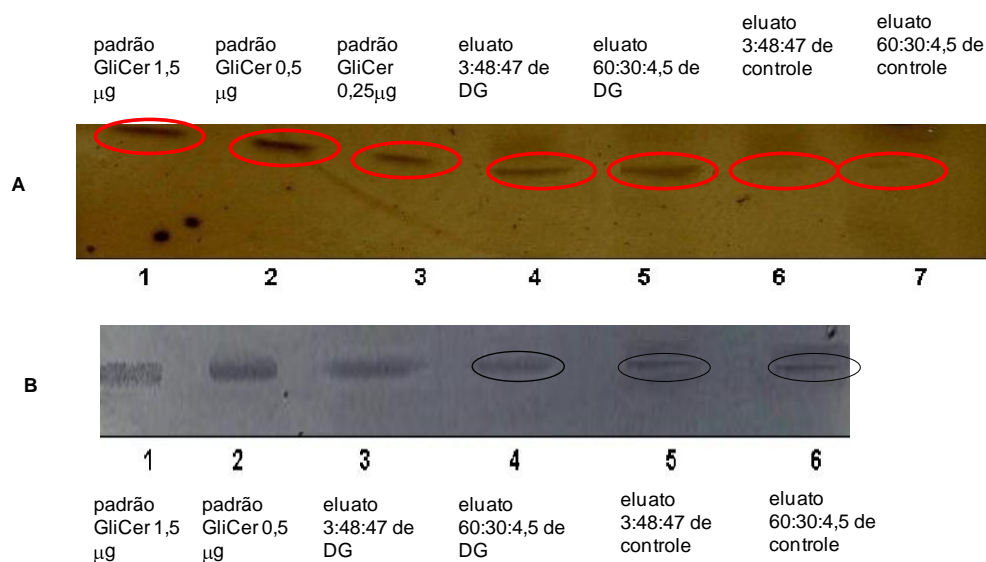 padrão
GliCer 1,5
μg
padrão
GliCer 0,5
μg
padrão
GliCer
0,25μg
eluato
3:48:47 de
DG
eluato
60:30:4,5 de
DG
eluato
3:48:47 de
controle
eluato
60:30:4,5 de
controle
A
1 2 3 4 5 6 7
B
1 2 3 4 5 6
padrão
GliCer 1,5
μg
padrão
GliCer 0,5
μg
eluato
3:48:47 de
DG
eluato
60:30:4,5 de
DG
eluato
3:48:47 de
controle
eluato
60:30:4,5 de
controle